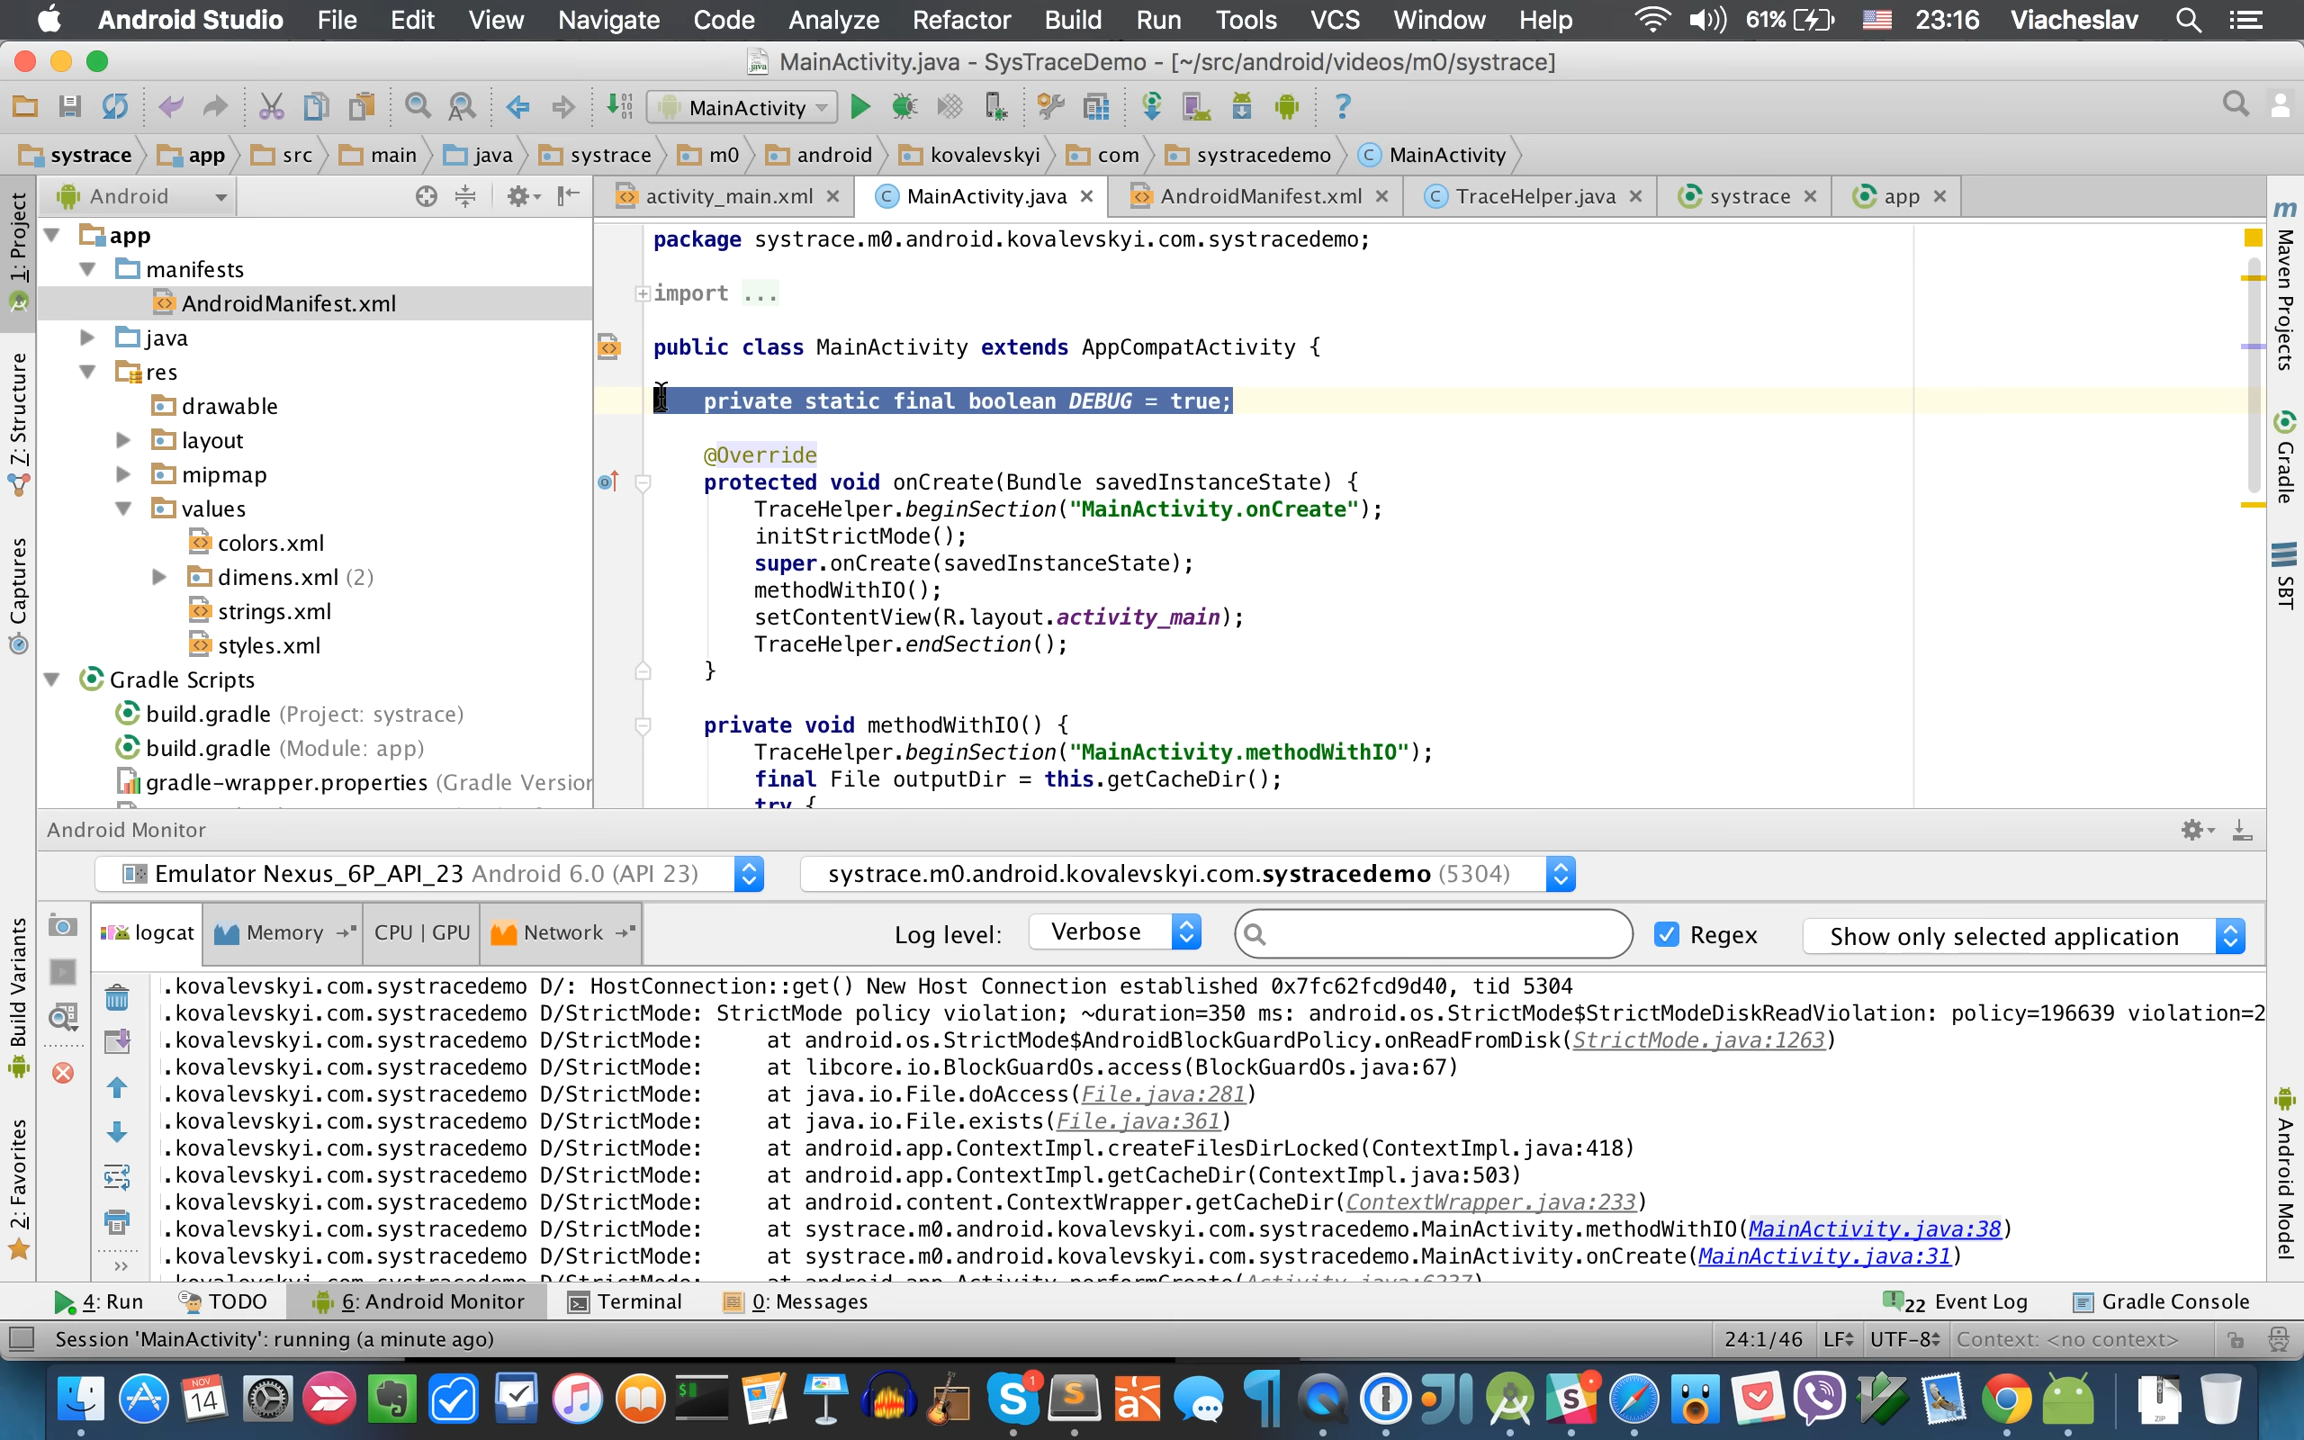 Android Studio File Edit View Navigate Code Analyze Refactor Build Run Tools VCS Window Help 61% 23:16 Viacheslav
MainActivity.java - SysTraceDemo - [~/src/android/videos/m0/systrace]
MainActivity
systrace app src main java systrace m0 android kovalevskyi com systracedemo MainActivity
Android
activity_main.xml MainActivity.java AndroidManifest.xml TraceHelper.java systrace app
1: Project
7: Structure
Captures
Build Variants
2: Favorites
app
manifests
AndroidManifest.xml
java
res
drawable
layout
mipmap
values
colors.xml
dimens.xml (2)
strings.xml
styles.xml
Gradle Scripts
build.gradle (Project: systrace)
build.gradle (Module: app)
gradle-wrapper.properties (Gradle Version
package systrace.m0.android.kovalevskyi.com.systracedemo;
import ...
public class MainActivity extends AppCompatActivity {
private static final boolean DEBUG = true;
@Override
protected void onCreate(Bundle savedInstanceState) {
TraceHelper.beginSection("MainActivity.onCreate");
initStrictMode();
super.onCreate(savedInstanceState);
methodWithIO();
setContentView(R.layout.activity_main);
TraceHelper.endSection();
}
private void methodWithIO() {
TraceHelper.beginSection("MainActivity.methodWithIO");
final File outputDir = this.getCacheDir();
try {
Maven Projects
Gradle
SBT
Android Model
Android Monitor
Emulator Nexus_6P_API_23 Android 6.0 (API 23) systrace.m0.android.kovalevskyi.com.systracedemo (5304)
logcat Memory CPU | GPU Network Log level: Verbose Regex Show only selected application
.kovalevskyi.com.systracedemo D/: HostConnection::get() New Host Connection established 0x7fc62fcd9d40, tid 5304
.kovalevskyi.com.systracedemo D/StrictMode: StrictMode policy violation; ~duration=350 ms: android.os.StrictMode$StrictModeDiskReadViolation: policy=196639 violation=2
.kovalevskyi.com.systracedemo D/StrictMode: at android.os.StrictMode$AndroidBlockGuardPolicy.onReadFromDisk(StrictMode.java:1263)
.kovalevskyi.com.systracedemo D/StrictMode: at libcore.io.BlockGuardOs.access(BlockGuardOs.java:67)
.kovalevskyi.com.systracedemo D/StrictMode: at java.io.File.doAccess(File.java:281)
.kovalevskyi.com.systracedemo D/StrictMode: at java.io.File.exists(File.java:361)
.kovalevskyi.com.systracedemo D/StrictMode: at android.app.ContextImpl.createFilesDirLocked(ContextImpl.java:418)
.kovalevskyi.com.systracedemo D/StrictMode: at android.app.ContextImpl.getCacheDir(ContextImpl.java:503)
.kovalevskyi.com.systracedemo D/StrictMode: at android.content.ContextWrapper.getCacheDir(ContextWrapper.java:233)
.kovalevskyi.com.systracedemo D/StrictMode: at systrace.m0.android.kovalevskyi.com.systracedemo.MainActivity.methodWithIO(MainActivity.java:38)
.kovalevskyi.com.systracedemo D/StrictMode: at systrace.m0.android.kovalevskyi.com.systracedemo.MainActivity.onCreate(MainActivity.java:31)
.kovalevskyi.com.systracedemo D/StrictMode: at android.app.Activity.performCreate(Activity.java:6237)
4: Run TODO 6: Android Monitor Terminal 0: Messages 22 Event Log Gradle Console
Session 'MainActivity': running (a minute ago) 24:1/46 LF UTF-8 Context: <no context>
NOV
14
1
ZIP